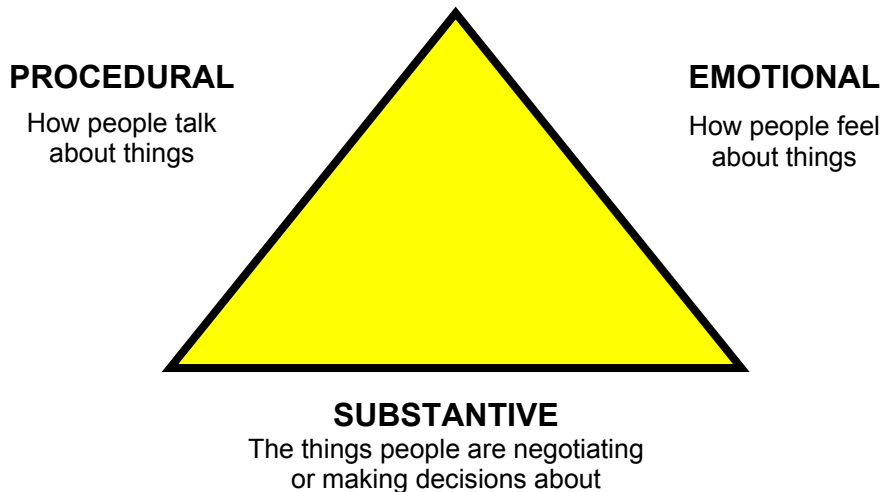 PROCEDURAL
How people talk
about things
EMOTIONAL
How people feel
about things
SUBSTANTIVE
The things people are negotiating
or making decisions about